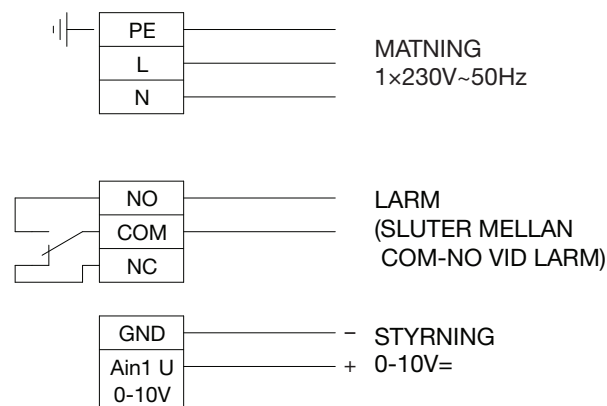 PE
L
N
MATNING
1×230V~50Hz
NO
COM
NC
LARM
(SLUTER MELLAN
COM-NO VID LARM)
GND
Ain1 U
0-10V
− STYRNING
+ 0-10V=